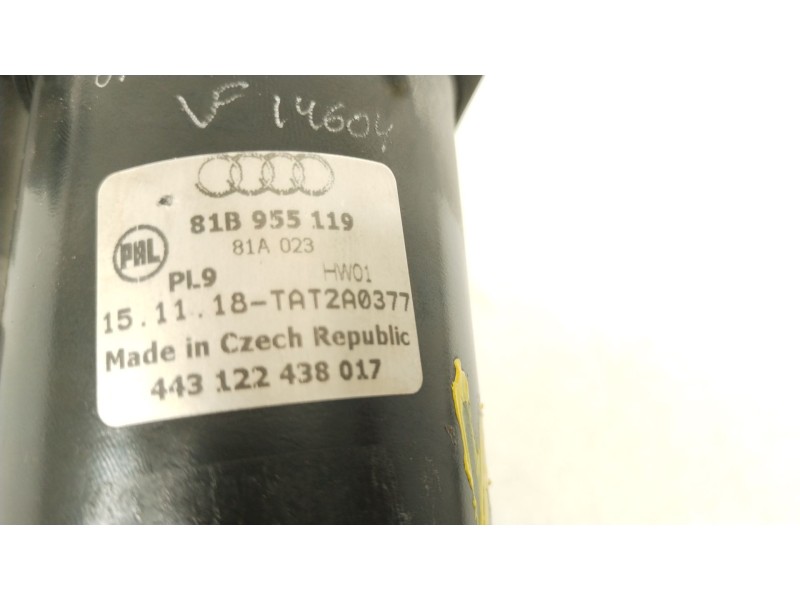 VF 14604
81B 955 119
81A 023
PAL
PL9 HW01
15.11.18-TAT2A0377
Made in Czech Republic
443 122 438 017